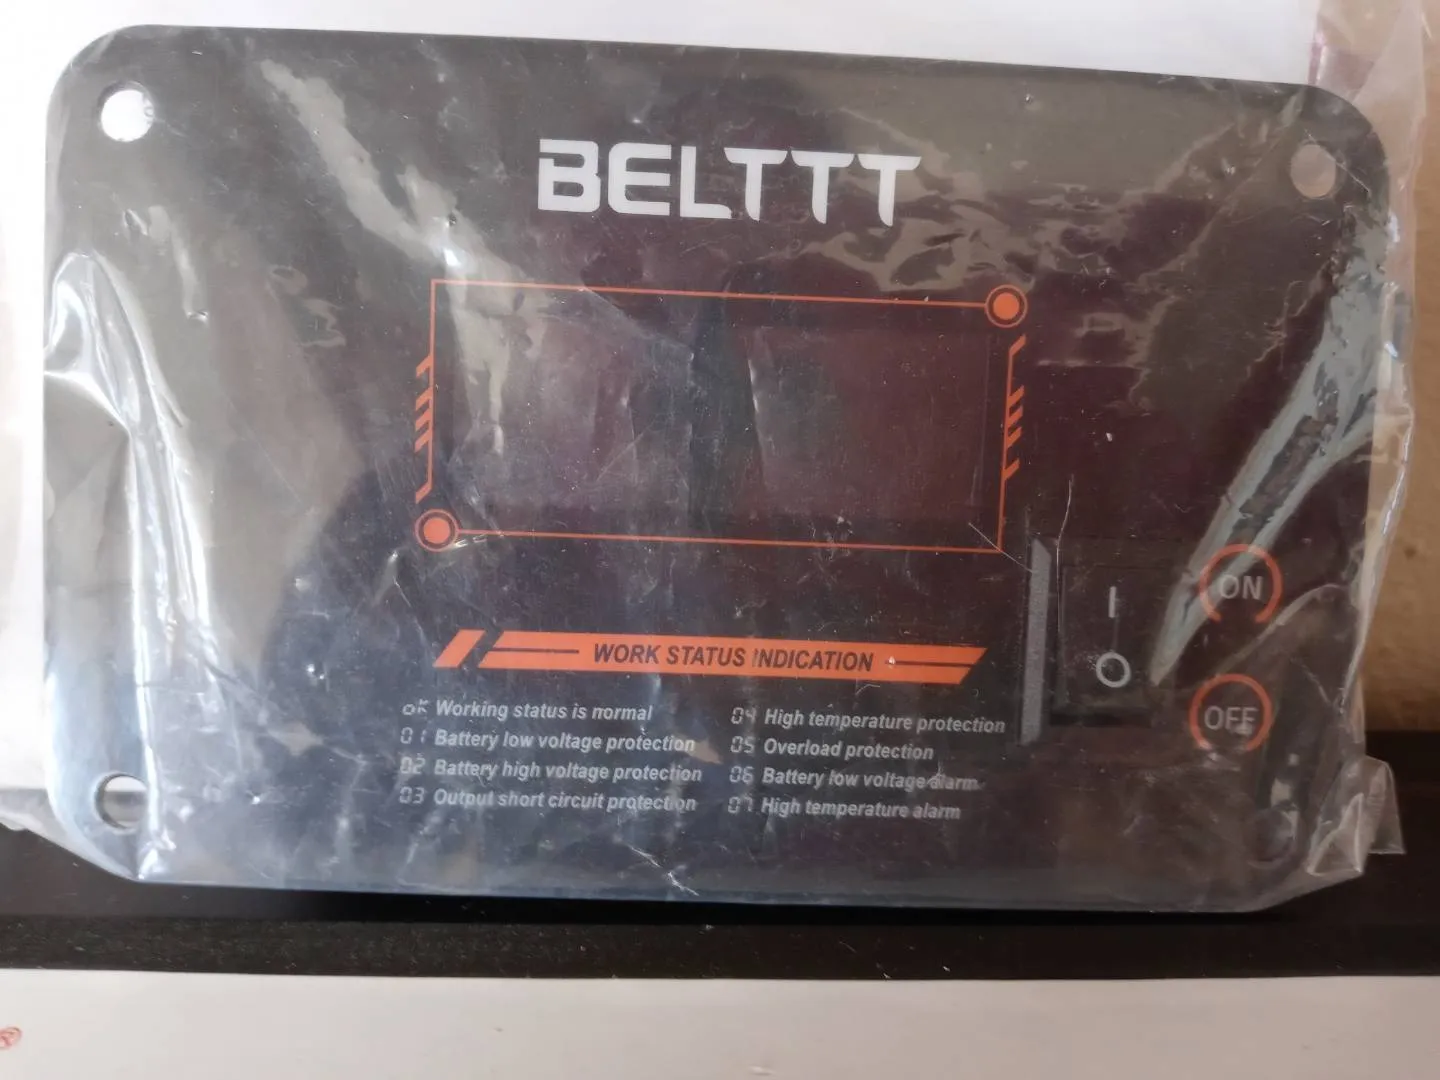 BELTTT
I
O
ON
OFF
WORK STATUS INDICATION
oK Working status is normal
01 Battery low voltage protection
02 Battery high voltage protection
03 Output short circuit protection
04 High temperature protection
05 Overload protection
06 Battery low voltage alarm
07 High temperature alarm
®